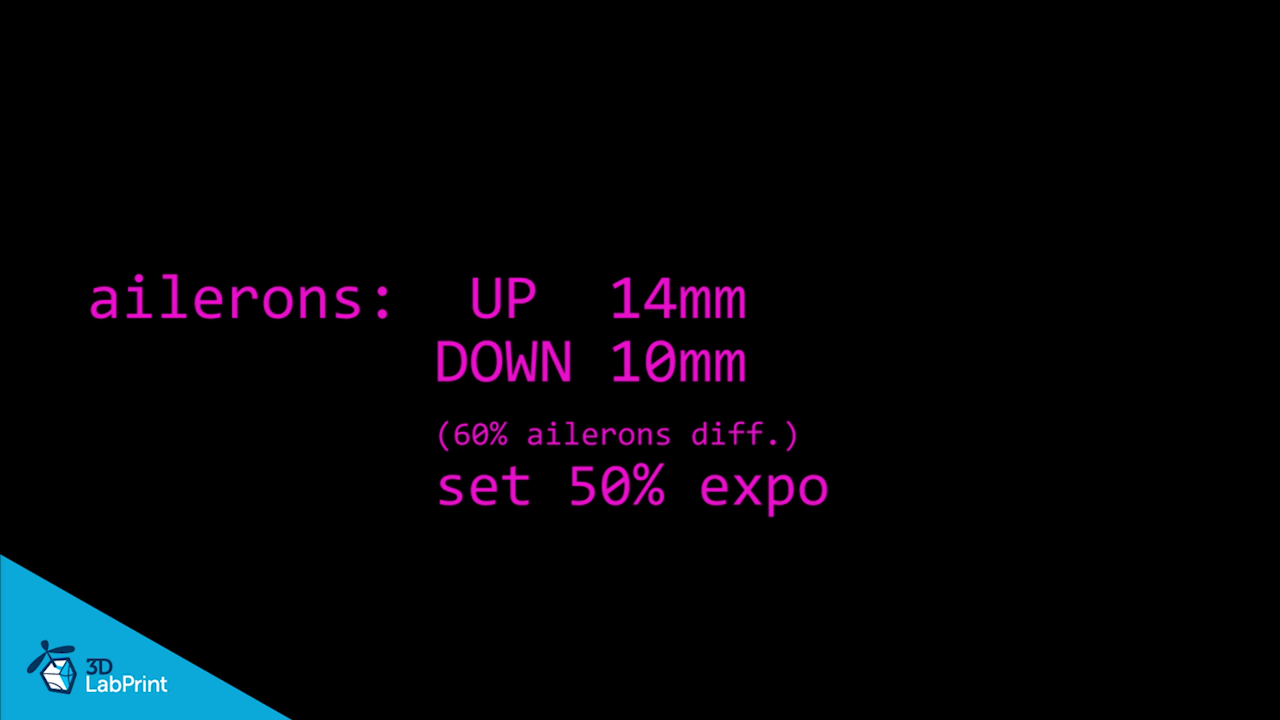 ailerons: UP 14mm
DOWN 10mm
(60% ailerons diff.)
set 50% expo
3D
LabPrint